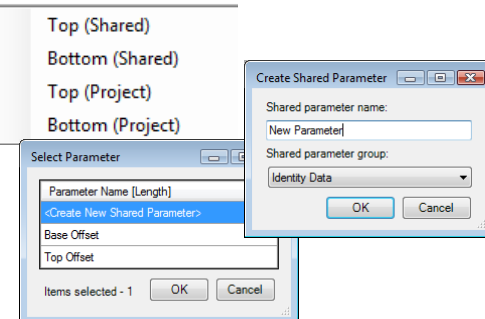 Top (Shared)
Bottom (Shared)
Top (Project)
Bottom (Project)
Create Shared Parameter
Shared parameter name:
New Parameter
Shared parameter group:
Identity Data
OK Cancel
Select Parameter
Parameter Name [Length]
<Create New Shared Parameter>
Base Offset
Top Offset
Items selected - 1 OK Cancel